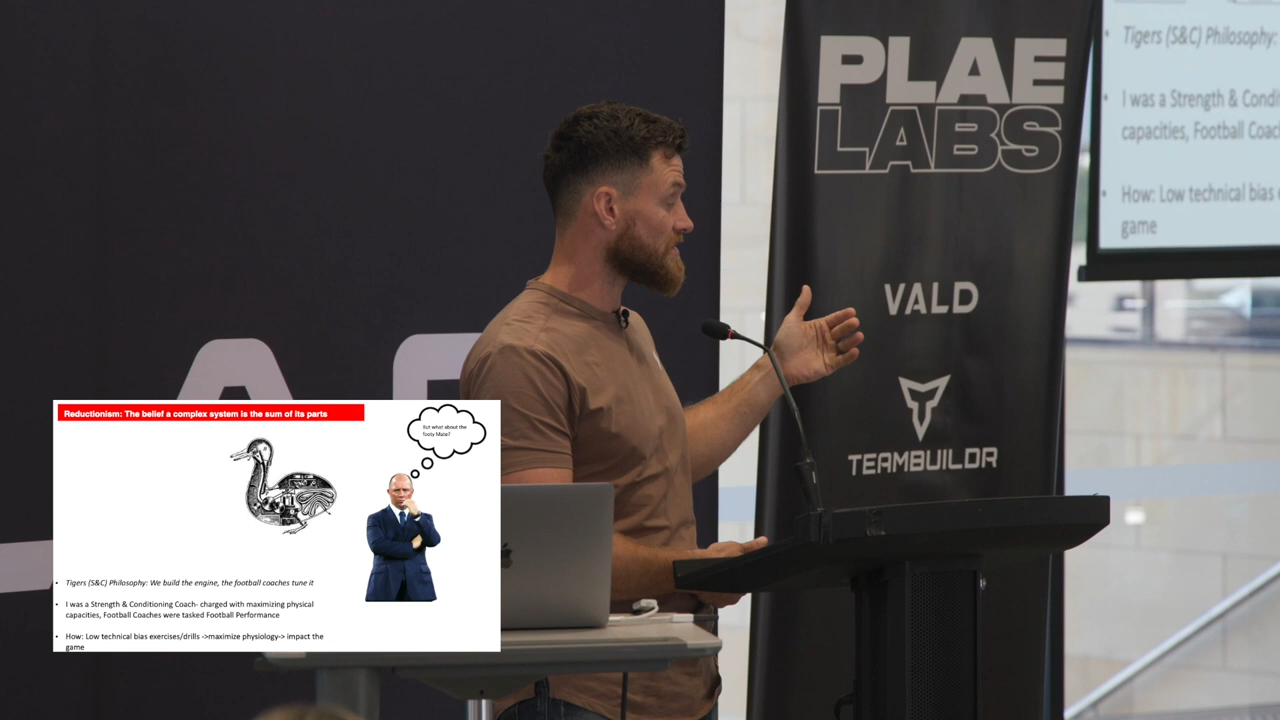 PLAE
LABS
VALD
TEAMBUILDR
Tigers (S&C) Philosophy:
I was a Strength & Condi
capacities, Football Coac
How: Low technical bias
game
Reductionism: The belief a complex system is the sum of its parts
But what about the
footy Mate?
• Tigers (S&C) Philosophy: We build the engine, the football coaches tune it
• I was a Strength & Conditioning Coach- charged with maximizing physical
capacities, Football Coaches were tasked Football Performance
• How: Low technical bias exercises/drills ->maximize physiology-> impact the
game